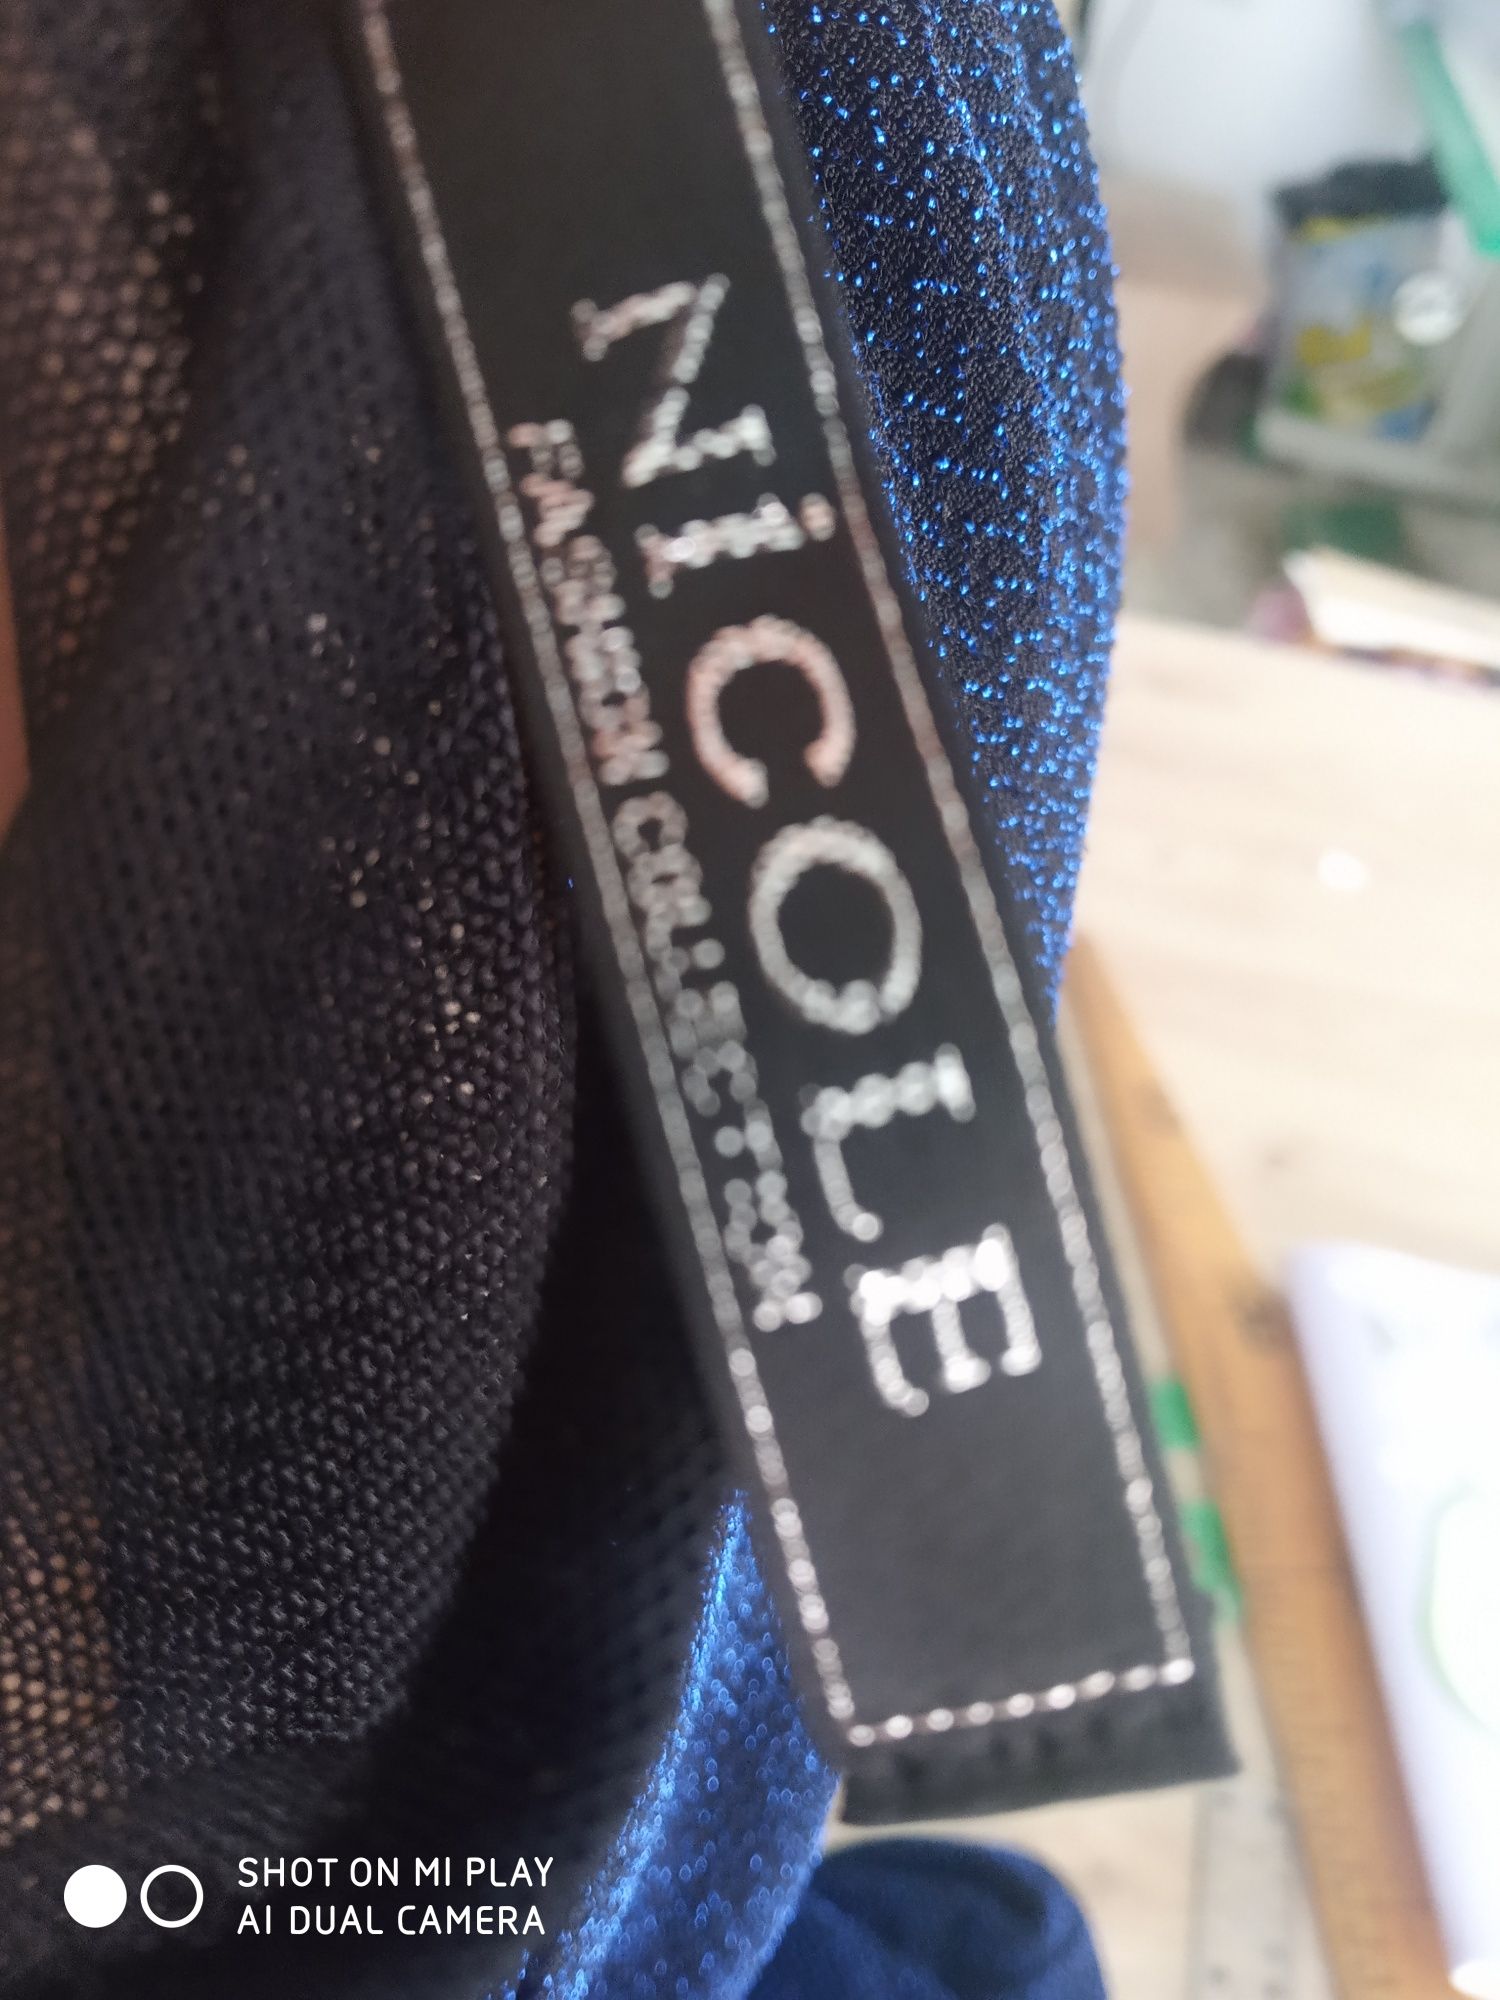 NiCOLE
FASHION COLLECTION
SHOT ON MI PLAY
AI DUAL CAMERA